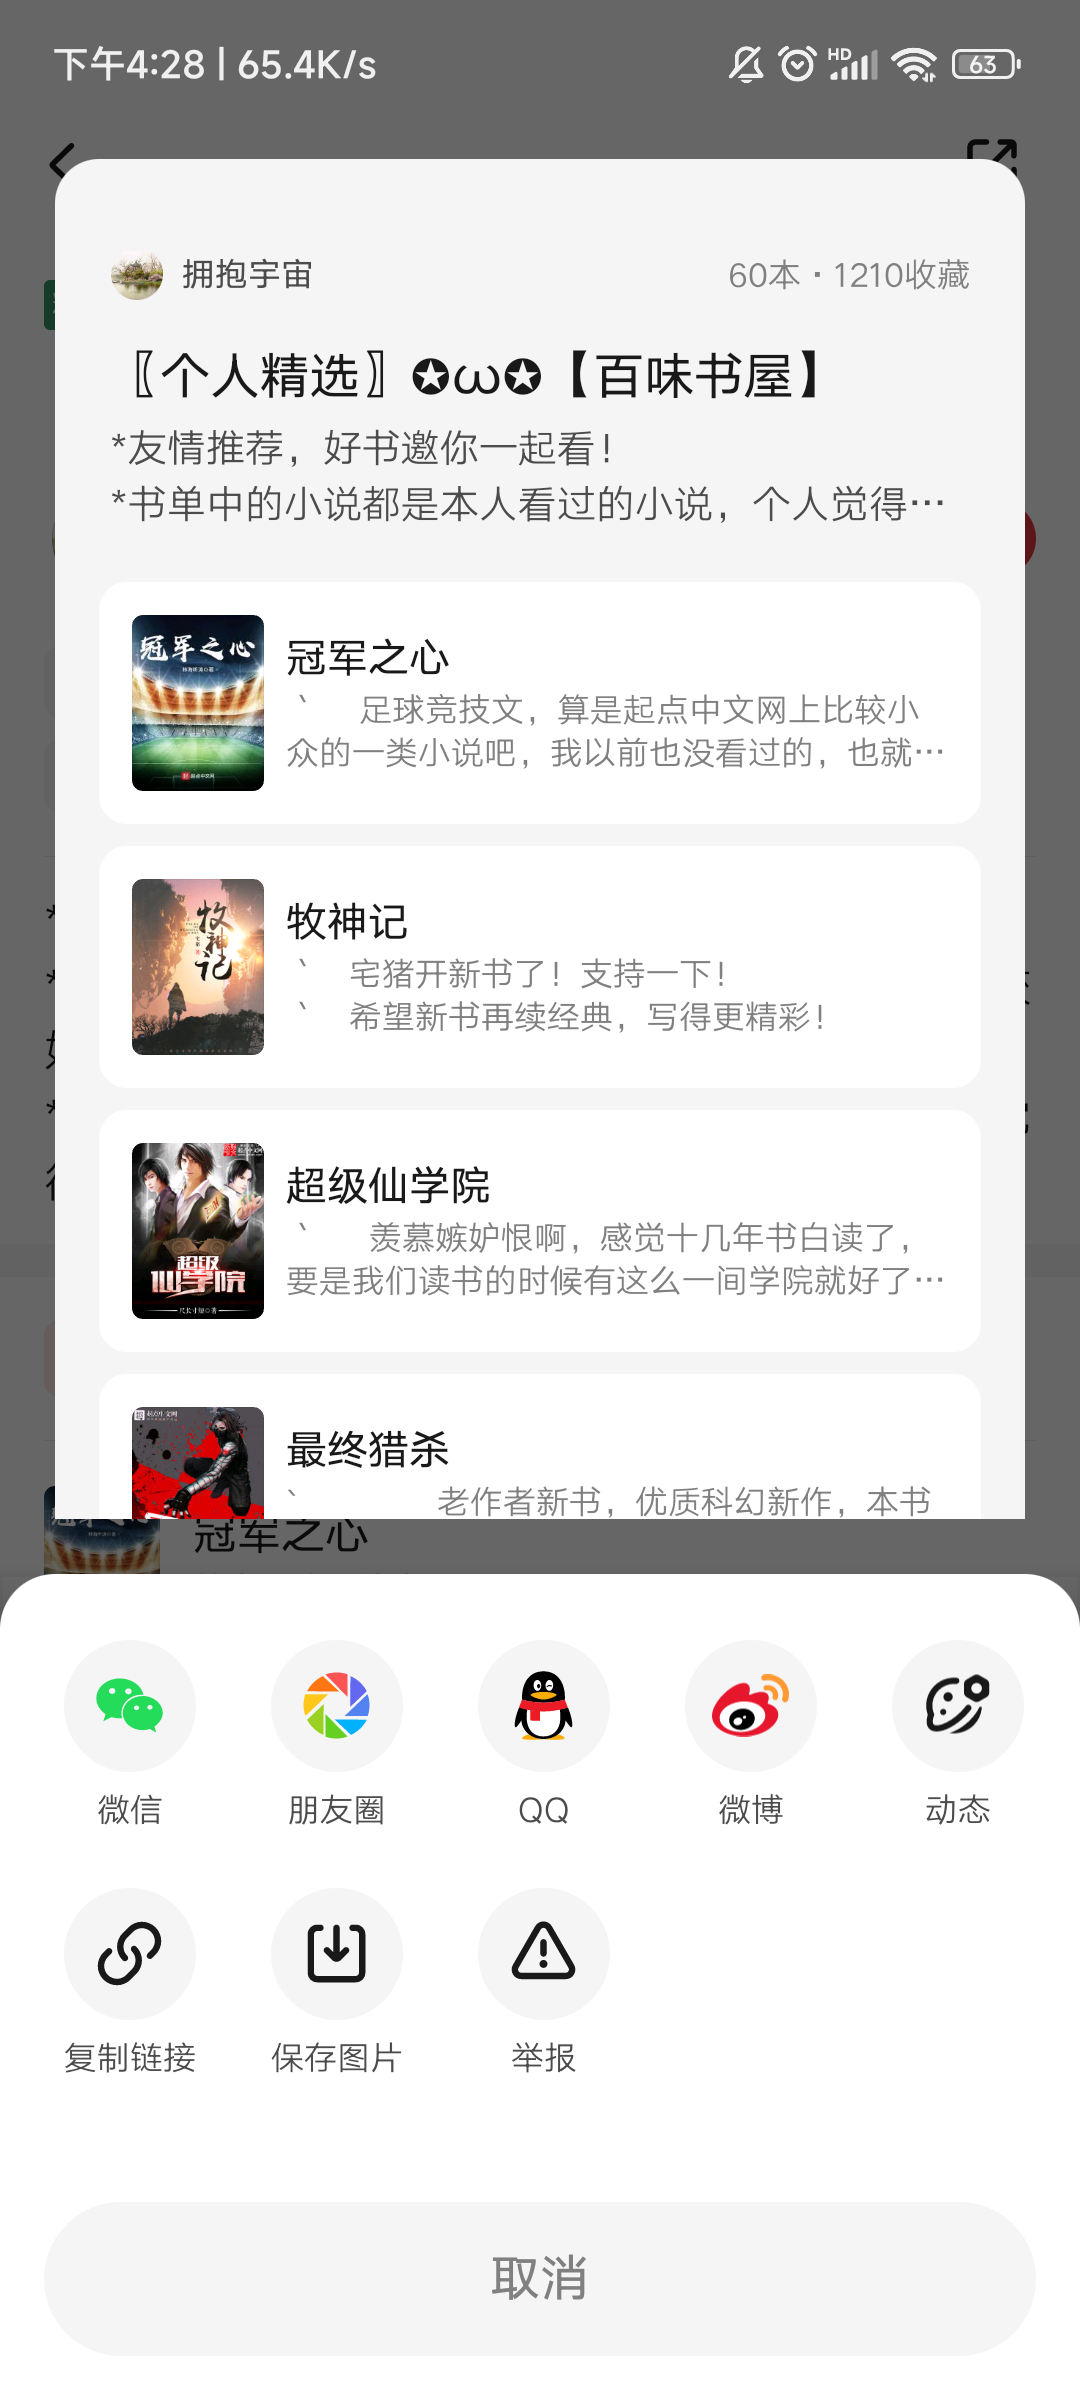 下午4:28 | 65.4K/s
HD
63
拥抱宇宙
60本 · 1210收藏
〖个人精选〗✪ω✪【百味书屋】
*友情推荐，好书邀你一起看！
*书单中的小说都是本人看过的小说，个人觉得…
冠军之心
冠军之心
` 足球竞技文，算是起点中文网上比较小
众的一类小说吧，我以前也没看过的，也就…
牧神记
牧神记
` 宅猪开新书了！支持一下！
` 希望新书再续经典，写得更精彩！
超级
仙学院
尺长寸短◎著
超级仙学院
` 羡慕嫉妒恨啊，感觉十几年书白读了，
要是我们读书的时候有这么一间学院就好了…
最终猎杀
` 老作者新书，优质科幻新作，本书
冠军之心
微信
朋友圈
QQ
微博
动态
复制链接
保存图片
举报
取消